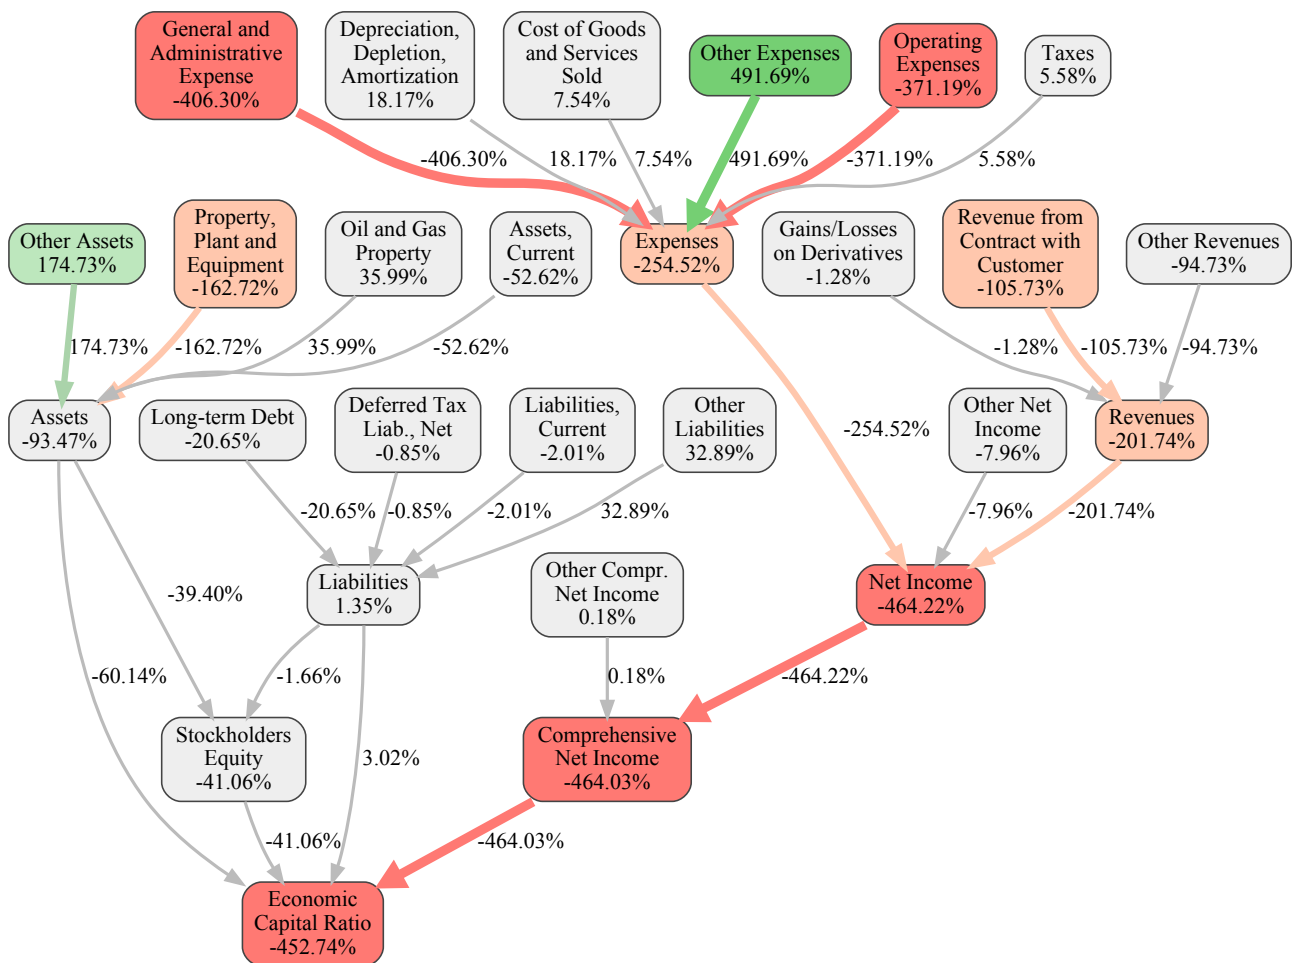 General and
Administrative
Expense
-406.30%
Depreciation,
Depletion,
Amortization
18.17%
Cost of Goods
and Services
Sold
7.54%
Other Expenses
491.69%
Operating
Expenses
-371.19%
Taxes
5.58%
-406.30%
18.17%
7.54%
491.69%
-371.19%
5.58%
Other Assets
174.73%
Property,
Plant and
Equipment
-162.72%
Oil and Gas
Property
35.99%
Assets,
Current
-52.62%
Expenses
-254.52%
Gains/Losses
on Derivatives
-1.28%
Revenue from
Contract with
Customer
-105.73%
Other Revenues
-94.73%
174.73%
-162.72%
35.99%
-52.62%
-1.28%
-105.73%
-94.73%
Assets
-93.47%
Long-term Debt
-20.65%
Deferred Tax
Liab., Net
-0.85%
Liabilities,
Current
-2.01%
Other
Liabilities
32.89%
-254.52%
Other Net
Income
-7.96%
Revenues
-201.74%
-20.65%
-0.85%
-2.01%
32.89%
-7.96%
-201.74%
-39.40%
Liabilities
1.35%
Other Compr.
Net Income
0.18%
Net Income
-464.22%
-60.14%
-1.66%
0.18%
-464.22%
Stockholders
Equity
-41.06%
3.02%
Comprehensive
Net Income
-464.03%
-41.06%
-464.03%
Economic
Capital Ratio
-452.74%